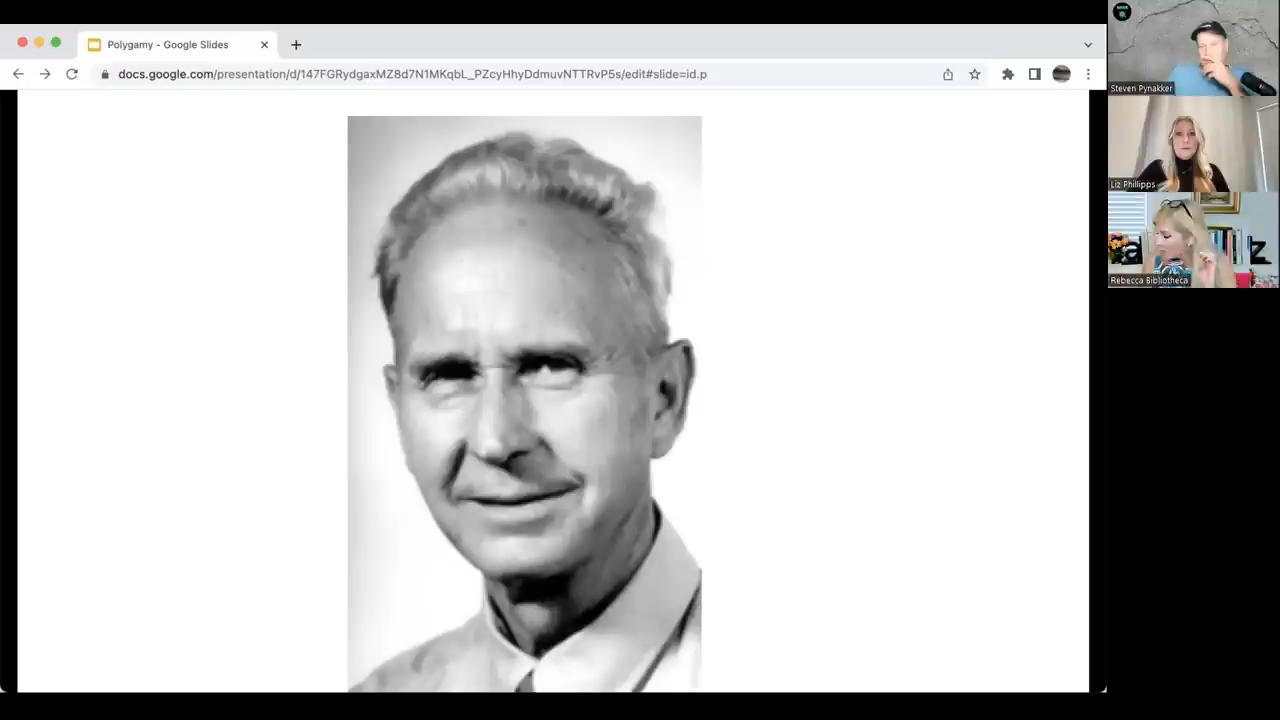 Polygamy - Google Slides
docs.google.com/presentation/d/147FGRydgaxMZ8d7N1MKqbL_PZcyHhyDdmuvNTTRvP5s/edit#slide=id.p
Steven Pynakker
Liz Phillipps
Rebecca Bibliotheca